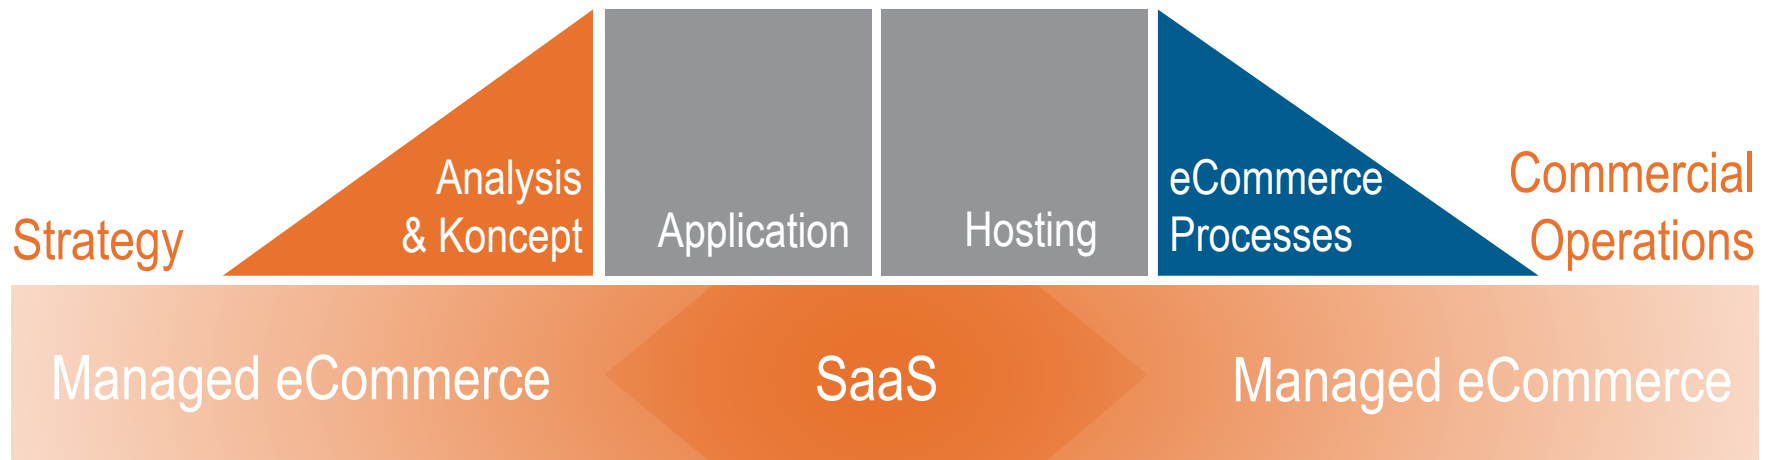 Strategy
Analysis
& Koncept
Application
Hosting
eCommerce
Processes
Commercial
Operations
Managed eCommerce
SaaS
Managed eCommerce